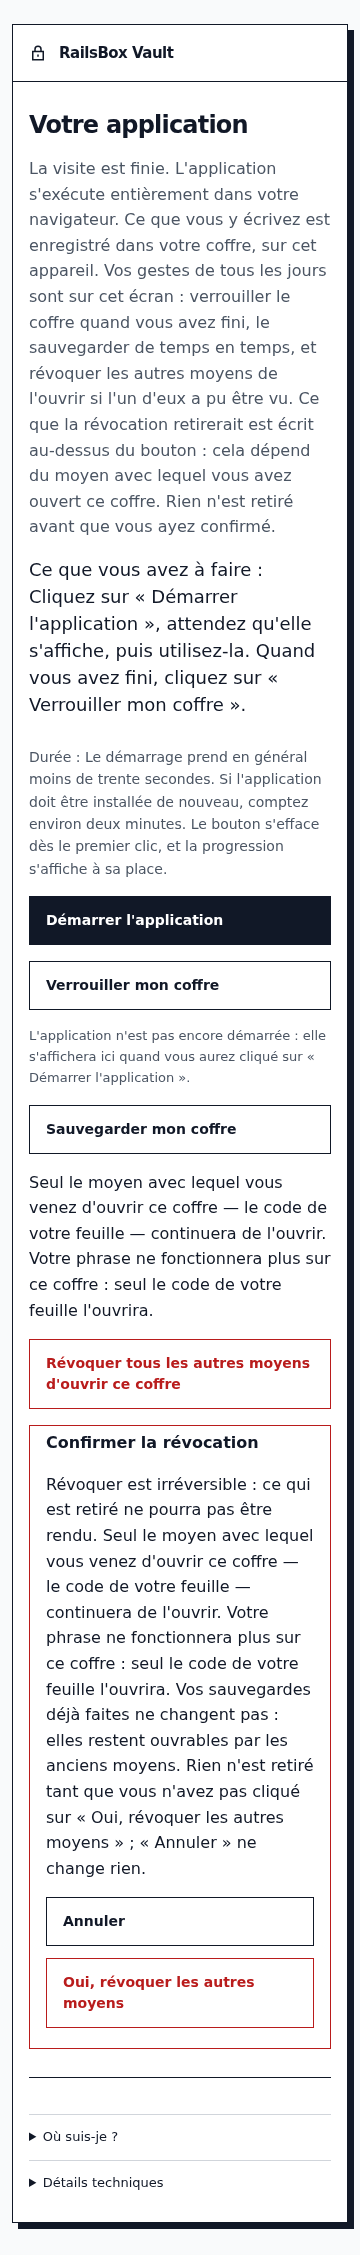 RailsBox Vault
Votre application
La visite est finie. L'application
s'exécute entièrement dans votre
navigateur. Ce que vous y écrivez est
enregistré dans votre coffre, sur cet
appareil. Vos gestes de tous les jours
sont sur cet écran : verrouiller le
coffre quand vous avez fini, le
sauvegarder de temps en temps, et
révoquer les autres moyens de
l'ouvrir si l'un d'eux a pu être vu. Ce
que la révocation retirerait est écrit
au-dessus du bouton : cela dépend
du moyen avec lequel vous avez
ouvert ce coffre. Rien n'est retiré
avant que vous ayez confirmé.
Ce que vous avez à faire :
Cliquez sur « Démarrer
l'application », attendez qu'elle
s'affiche, puis utilisez-la. Quand
vous avez fini, cliquez sur «
Verrouiller mon coffre ».
Durée : Le démarrage prend en général
moins de trente secondes. Si l'application
doit être installée de nouveau, comptez
environ deux minutes. Le bouton s'efface
dès le premier clic, et la progression
s'affiche à sa place.
Démarrer l'application
Verrouiller mon coffre
L'application n'est pas encore démarrée : elle
s'affichera ici quand vous aurez cliqué sur «
Démarrer l'application ».
Sauvegarder mon coffre
Seul le moyen avec lequel vous
venez d'ouvrir ce coffre — le code de
votre feuille — continuera de l'ouvrir.
Votre phrase ne fonctionnera plus sur
ce coffre : seul le code de votre
feuille l'ouvrira.
Révoquer tous les autres moyens
d'ouvrir ce coffre
Confirmer la révocation
Révoquer est irréversible : ce qui
est retiré ne pourra pas être
rendu. Seul le moyen avec lequel
vous venez d'ouvrir ce coffre —
le code de votre feuille —
continuera de l'ouvrir. Votre
phrase ne fonctionnera plus sur
ce coffre : seul le code de votre
feuille l'ouvrira. Vos sauvegardes
déjà faites ne changent pas :
elles restent ouvrables par les
anciens moyens. Rien n'est retiré
tant que vous n'avez pas cliqué
sur « Oui, révoquer les autres
moyens » ; « Annuler » ne
change rien.
Annuler
Oui, révoquer les autres
moyens
Où suis-je ?
Détails techniques